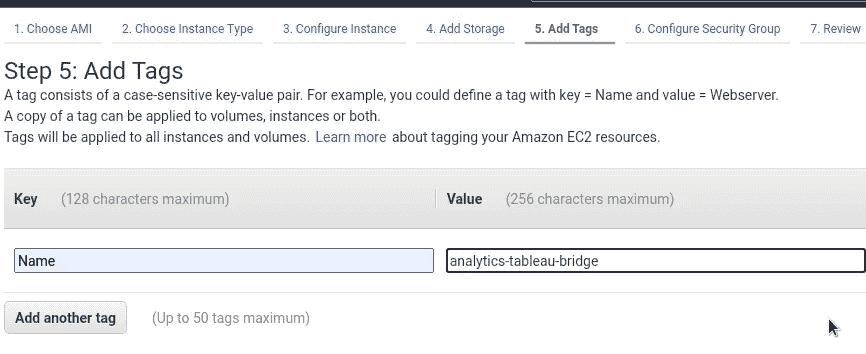 1. Choose AMI 2. Choose Instance Type 3. Configure Instance 4. Add Storage 5. Add Tags 6. Configure Security Group 7. Review
Step 5: Add Tags
A tag consists of a case-sensitive key-value pair. For example, you could define a tag with key = Name and value = Webserver.
A copy of a tag can be applied to volumes, instances or both.
Tags will be applied to all instances and volumes. Learn more about tagging your Amazon EC2 resources.
Key (128 characters maximum) Value (256 characters maximum)
Name analytics-tableau-bridge
Add another tag (Up to 50 tags maximum)